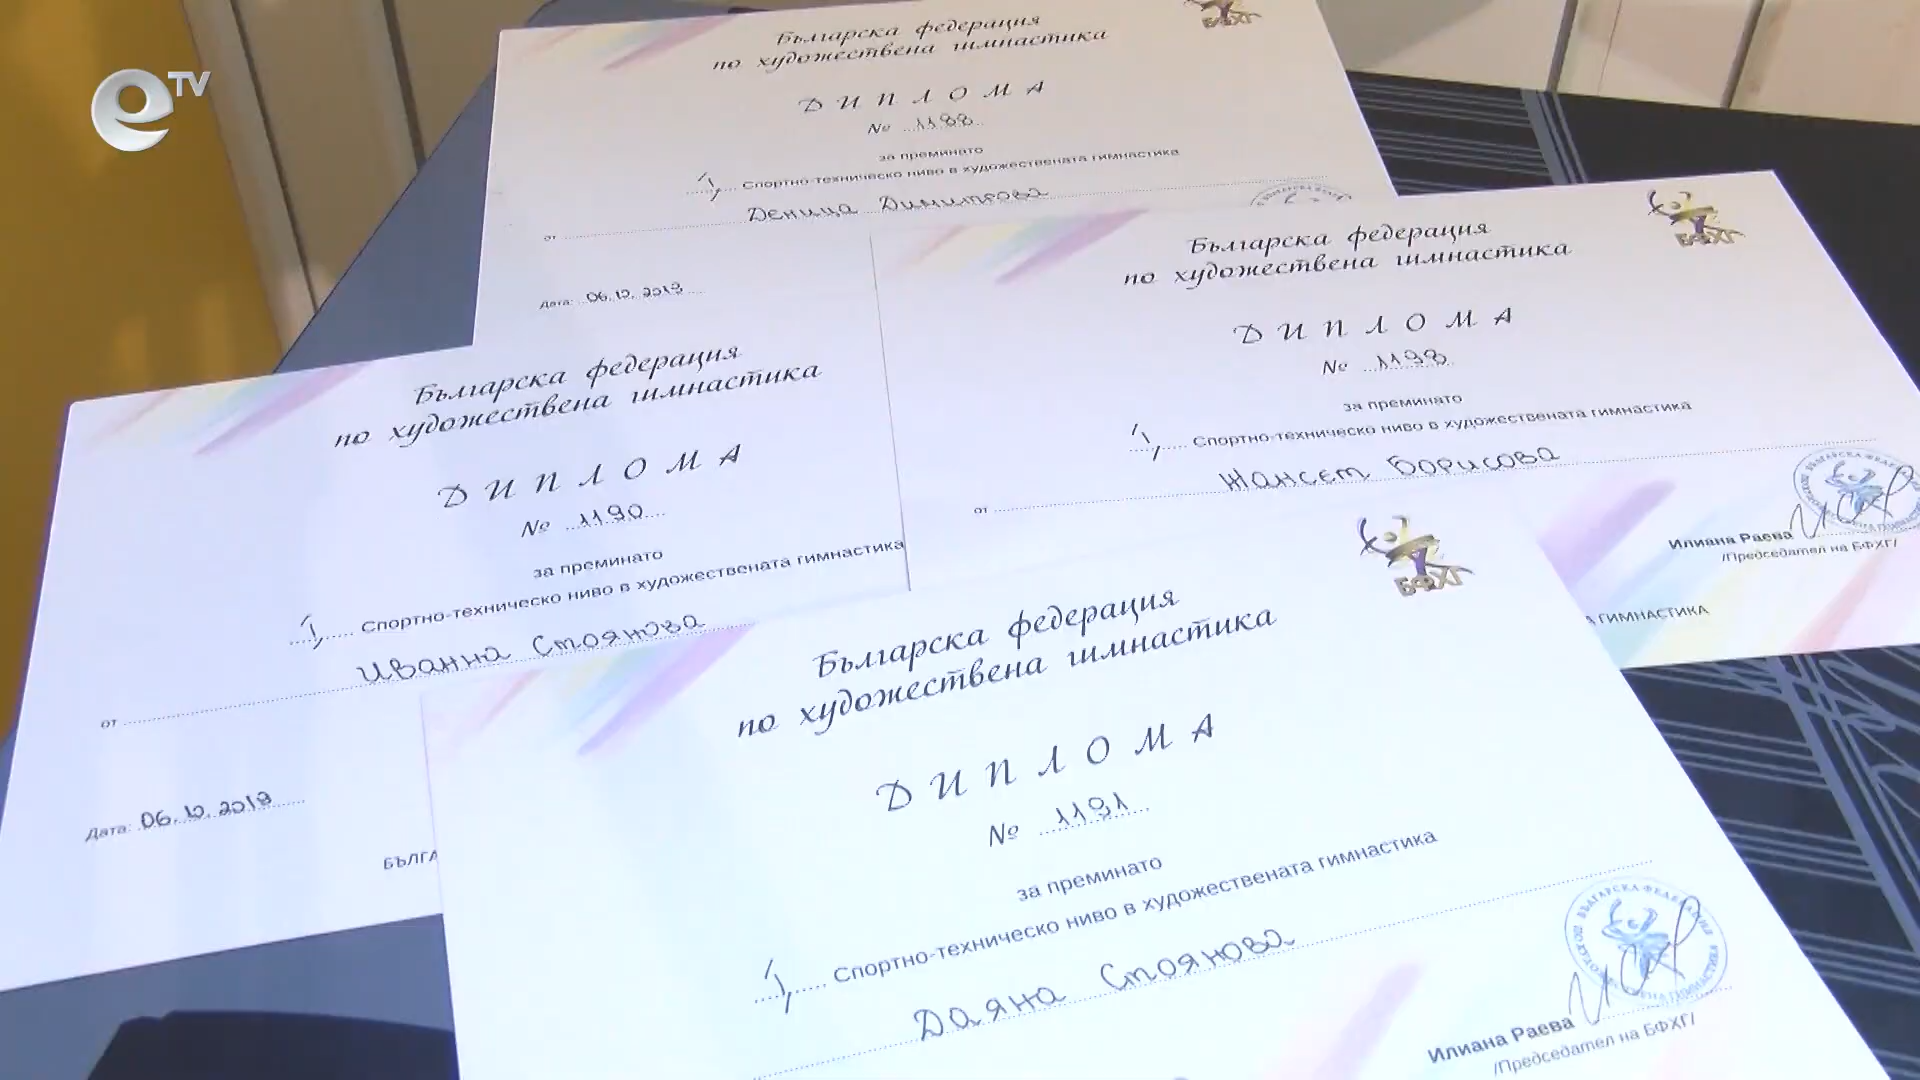 eTV
Българска федерация
по художествена гимнастика
БФХГ
ДИПЛОМА
№ 1188
за преминато
1, Спортно-техническо ниво в художествената гимнастика
Деница Димитрова
от
Дата: 06.12.2019
Българска федерация
по художествена гимнастика
БФХГ
ДИПЛОМА
№ 1198
за преминато
1, Спортно-техническо ниво в художествената гимнастика
Жансет Борисова
от
Илиана Раева
/Председател на БФХГ/
А ГИМНАСТИКА
Българска федерация
по художествена гимнастика
ДИПЛОМА
№ 1190
за преминато
1, Спортно-техническо ниво в художествената гимнастика
Иванна Стоянова
от
Дата: 06.12.2019
БЪЛГА
Българска федерация
по художествена гимнастика
БФХГ
ДИПЛОМА
№ 1191
за преминато
1, Спортно-техническо ниво в художествената гимнастика
Даяна Стоянова
Илиана Раева
/Председател на БФХГ/